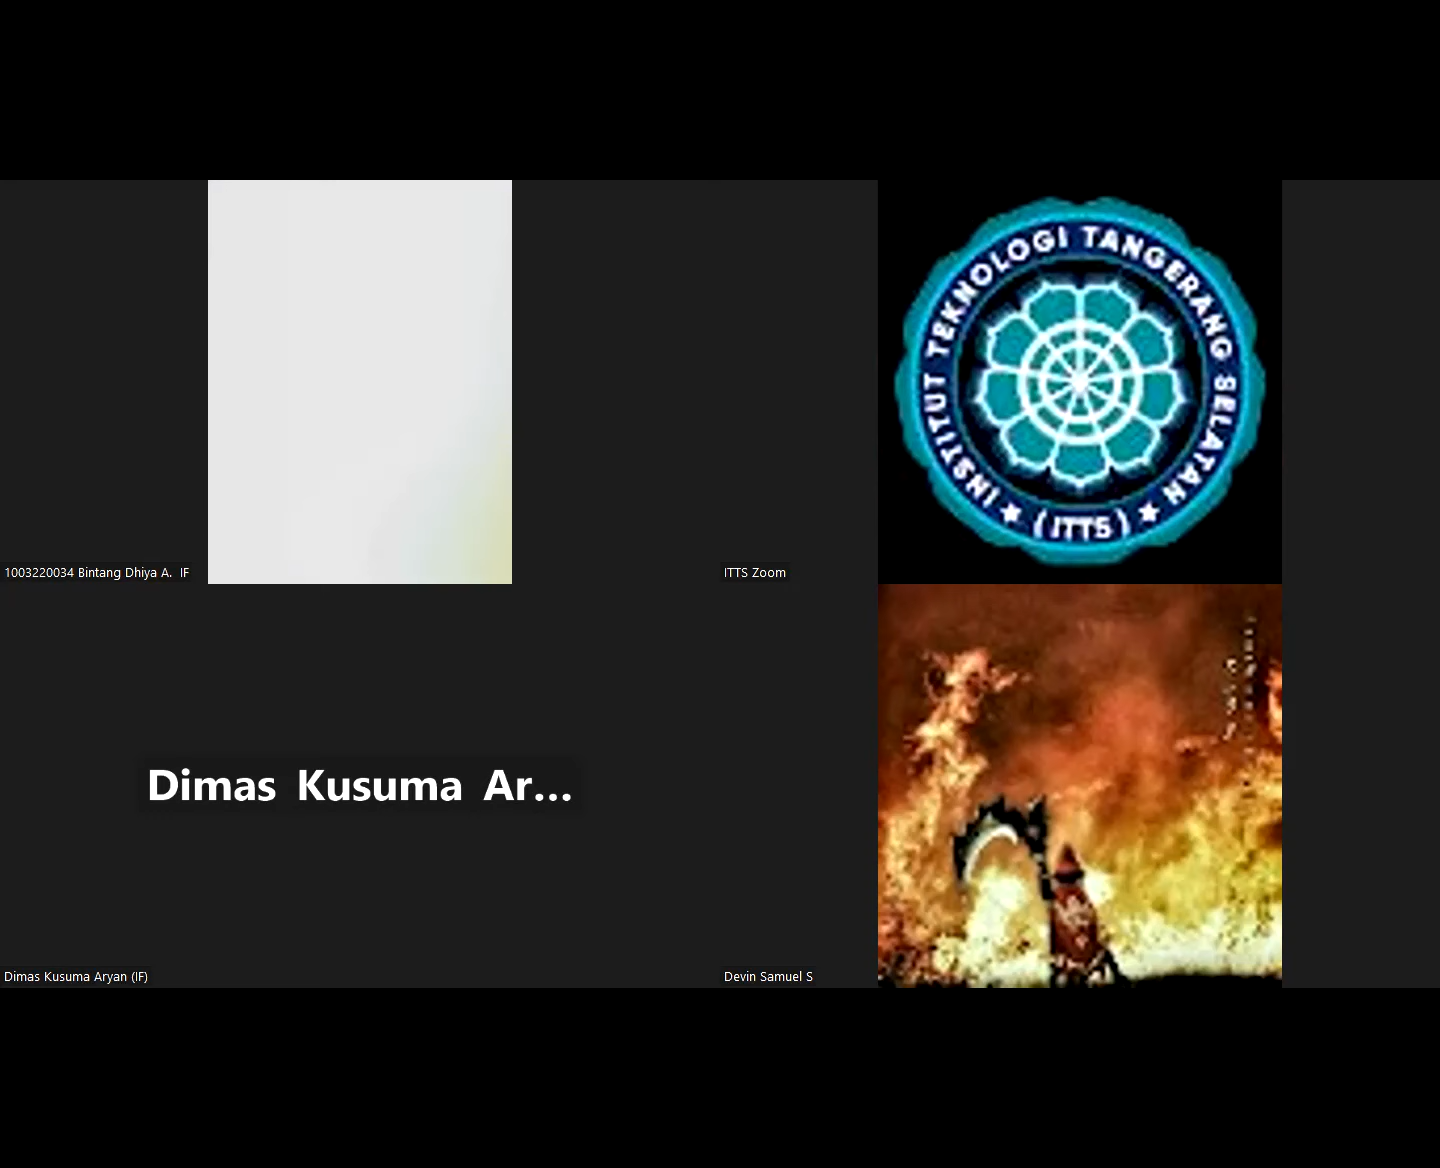 INSTITUT TEKNOLOGI TANGERANG SELATAN
(ITTS)
1003220034 Bintang Dhiya A.  IF
ITTS Zoom
Dimas Kusuma Ar...
Dimas Kusuma Aryan (IF)
Devin Samuel S